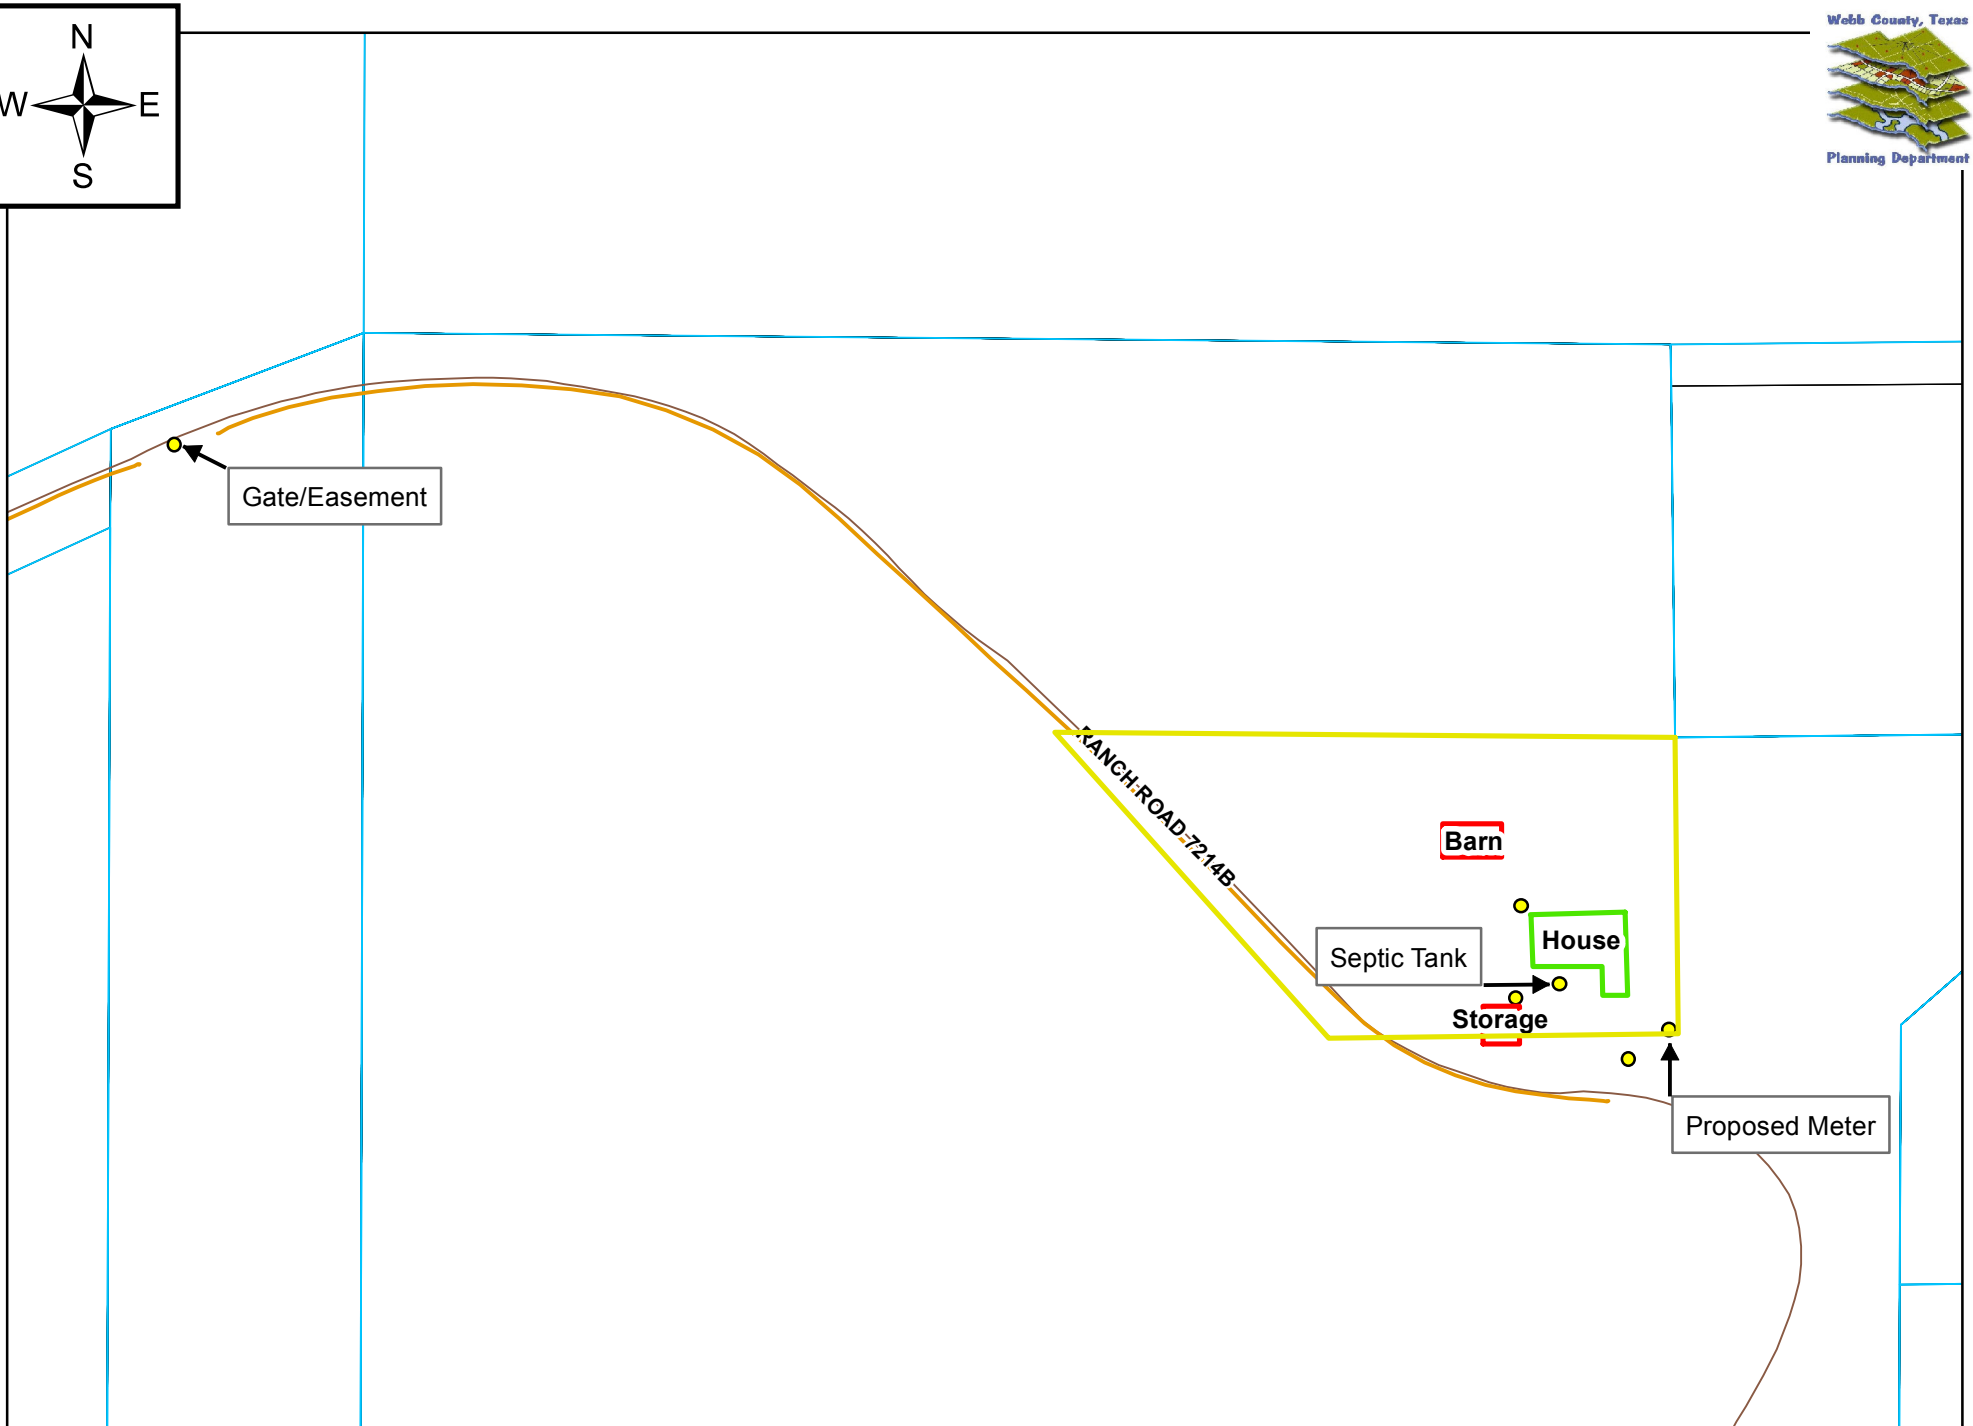 N
W E
S
Webb County, Texas
Planning Department
Gate/Easement
RANCH ROAD 7214B
Barn
House
Septic Tank
Storage
Proposed Meter